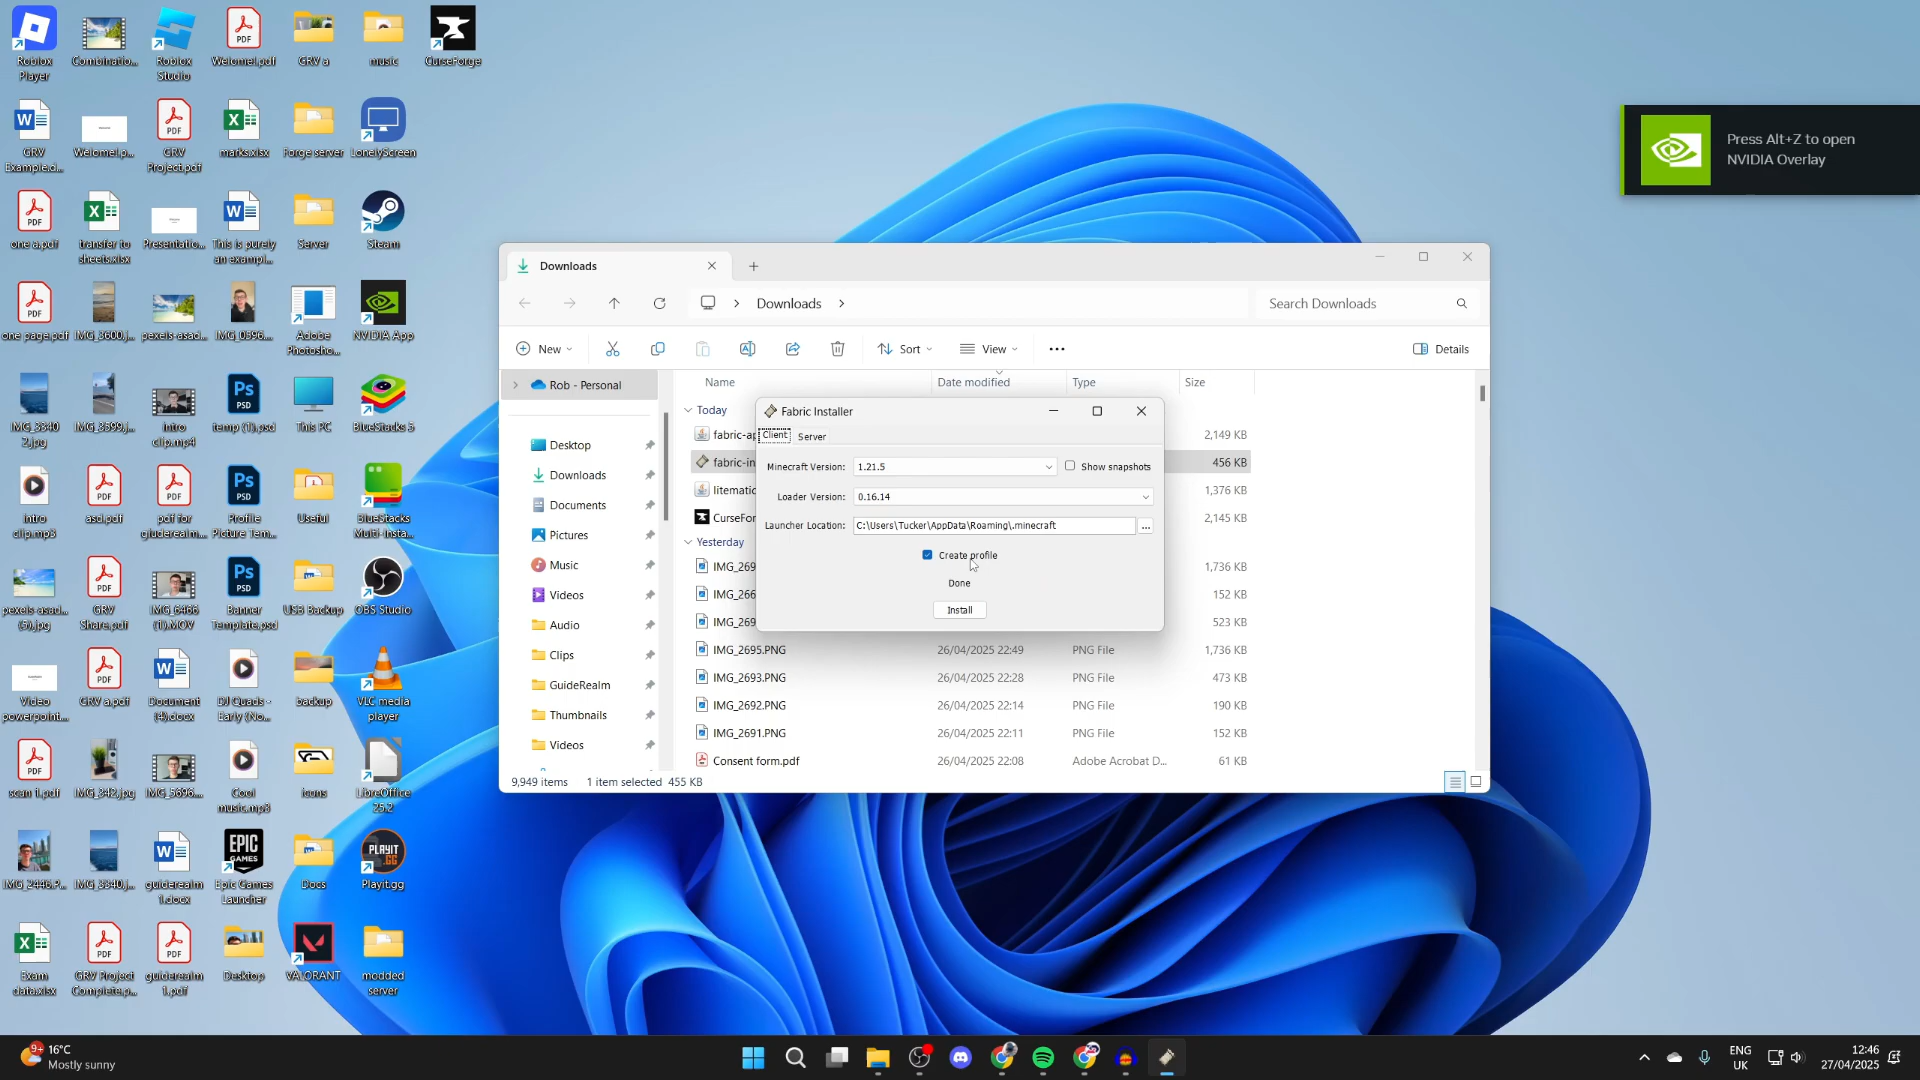 Roblox
Player
Combinatio...
Roblox
Studio
Welcome!.pdf
GRV a
music
CurseForge
GRV
Example.d...
Welcome!.p...
GRV
Project.pdf
marks.xlsx
Forge server
LonelyScreen
one a.pdf
transfer to
sheets.xlsx
Presentatio...
This is purely
an exampl...
Server
Steam
one page.pdf
IMG_3600.j...
pexels-asad...
IMG_0396...
Adobe
Photosho...
NVIDIA App
IMG_3340
2.jpg
IMG_3599.j...
intro
clip.mp4
temp (1).psd
This PC
BlueStacks 5
intro
clip.mp3
asd.pdf
pdf for
guiderealm...
Profile
Picture Tem...
Useful
BlueStacks
Multi-Insta...
pexels-asad...
(5).jpg
GRV
Share.pdf
IMG_6466
(1).MOV
Banner
Template.psd
USB Backup
OBS Studio
Video
powerpoint...
GRV a.pdf
Document
(4).docx
DJ Quads -
Early (No...
backup
VLC media
player
scan 1.pdf
IMG_342.jpg
IMG_5696...
Cool
music.mp3
icons
LibreOffice
25.2
IMG_2446.P...
IMG_3340.j...
guiderealm
1.docx
Epic Games
Launcher
Docs
Playit.gg
Exam
data.xlsx
GRV Project
Complete.p...
guiderealm
1.pdf
Desktop
VALORANT
modded
server
Press Alt+Z to open
NVIDIA Overlay
Downloads
Downloads
Search Downloads
New
Sort
View
Details
Rob - Personal
Desktop
Downloads
Documents
Pictures
Music
Videos
Audio
Clips
GuideRealm
Thumbnails
Videos
Name
Date modified
Type
Size
Today
fabric-ap
2,149 KB
fabric-in
456 KB
litematic
1,376 KB
CurseFor
2,145 KB
Yesterday
IMG_269
1,736 KB
IMG_266
152 KB
IMG_269
523 KB
IMG_2695.PNG 26/04/2025 22:49 PNG File 1,736 KB
IMG_2693.PNG 26/04/2025 22:28 PNG File 473 KB
IMG_2692.PNG 26/04/2025 22:14 PNG File 190 KB
IMG_2691.PNG 26/04/2025 22:11 PNG File 152 KB
Consent form.pdf 26/04/2025 22:08 Adobe Acrobat D... 61 KB
9,949 items 1 item selected 455 KB
Fabric Installer
Client Server
Minecraft Version: 1.21.5 Show snapshots
Loader Version: 0.16.14
Launcher Location: C:\Users\Tucker\AppData\Roaming\.minecraft ...
Create profile
Done
Install
9+
16°C
Mostly sunny
ENG
UK
12:46
27/04/2025